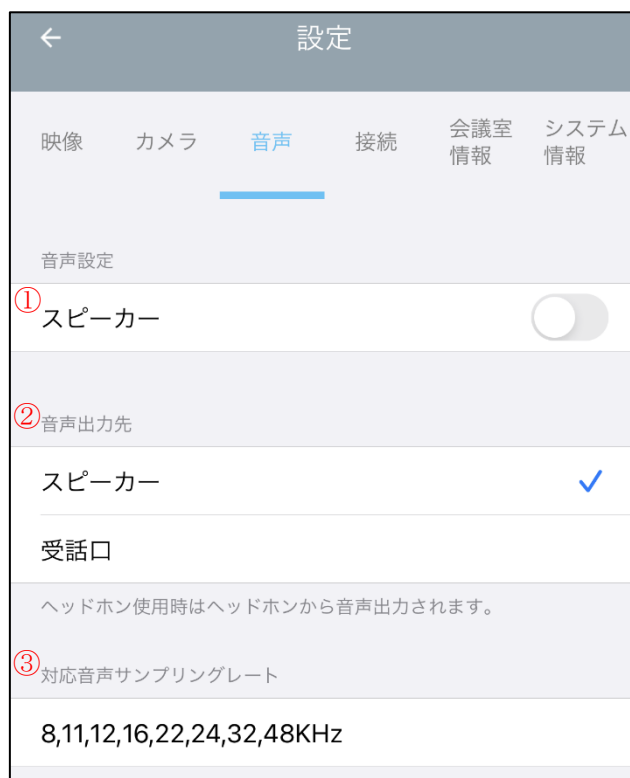 設定
映像 カメラ 音声 接続 会議室情報 システム情報
音声設定
① スピーカー
② 音声出力先
スピーカー
受話口
ヘッドホン使用時はヘッドホンから音声出力されます。
③ 対応音声サンプリングレート
8,11,12,16,22,24,32,48KHz